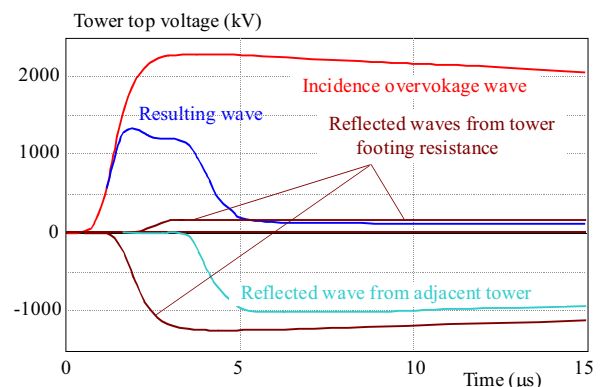 Tower top voltage (kV)
2000
Incidence overvokage wave
Resulting wave
Reflected waves from tower
footing resistance
1000
0
Reflected wave from adjacent tower
-1000
0
5
10
15
Time (μs)